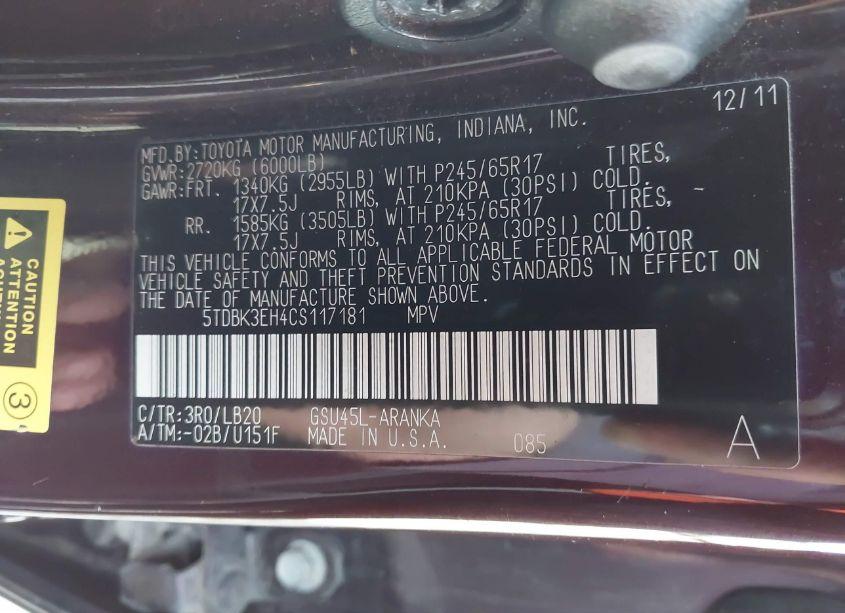 12/11
MFD.BY:TOYOTA MOTOR MANUFACTURING, INDIANA, INC.
GVWR:2720KG (6000LB)
GAWR:FRT. 1340KG (2955LB) WITH P245/65R17 TIRES,
17X7.5J RIMS, AT 210KPA (30PSI) COLD.
RR. 1585KG (3505LB) WITH P245/65R17 TIRES,
17X7.5J RIMS, AT 210KPA (30PSI) COLD.
THIS VEHICLE CONFORMS TO ALL APPLICABLE FEDERAL MOTOR
VEHICLE SAFETY AND THEFT PREVENTION STANDARDS IN EFFECT ON
THE DATE OF MANUFACTURE SHOWN ABOVE.
5TDBK3EH4CS117181 MPV
C/TR:3R0/LB20 GSU45L-ARANKA
A/TM:-02B/U151F MADE IN U.S.A. 085 A
CAUTION
ATTENTION
3